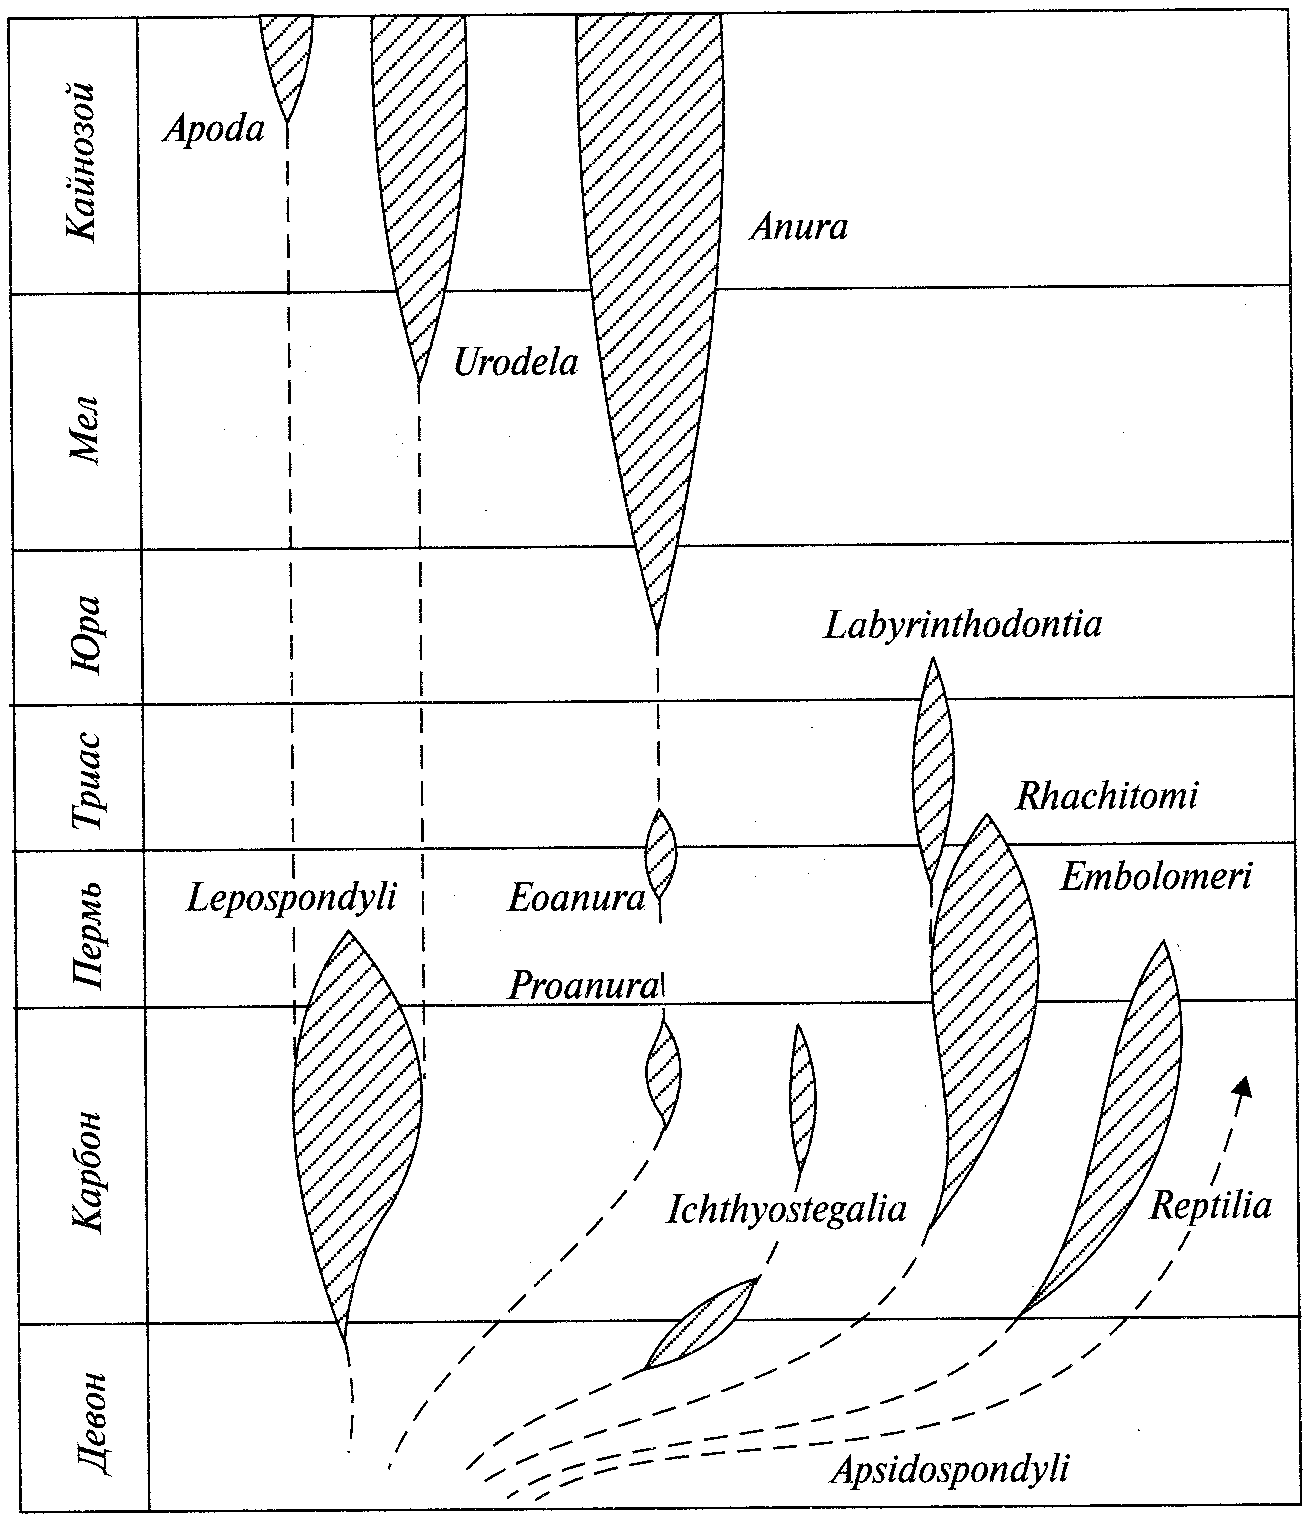 Кайнозой
Apoda
Anura
Мел
Urodela
Юра
Labyrinthodontia
Триас
Rhachitomi
Пермь
Lepospondyli
Eoanura
Embolomeri
Proanura
Карбон
Ichthyostegalia
Reptilia
Девон
Apsidospondyli